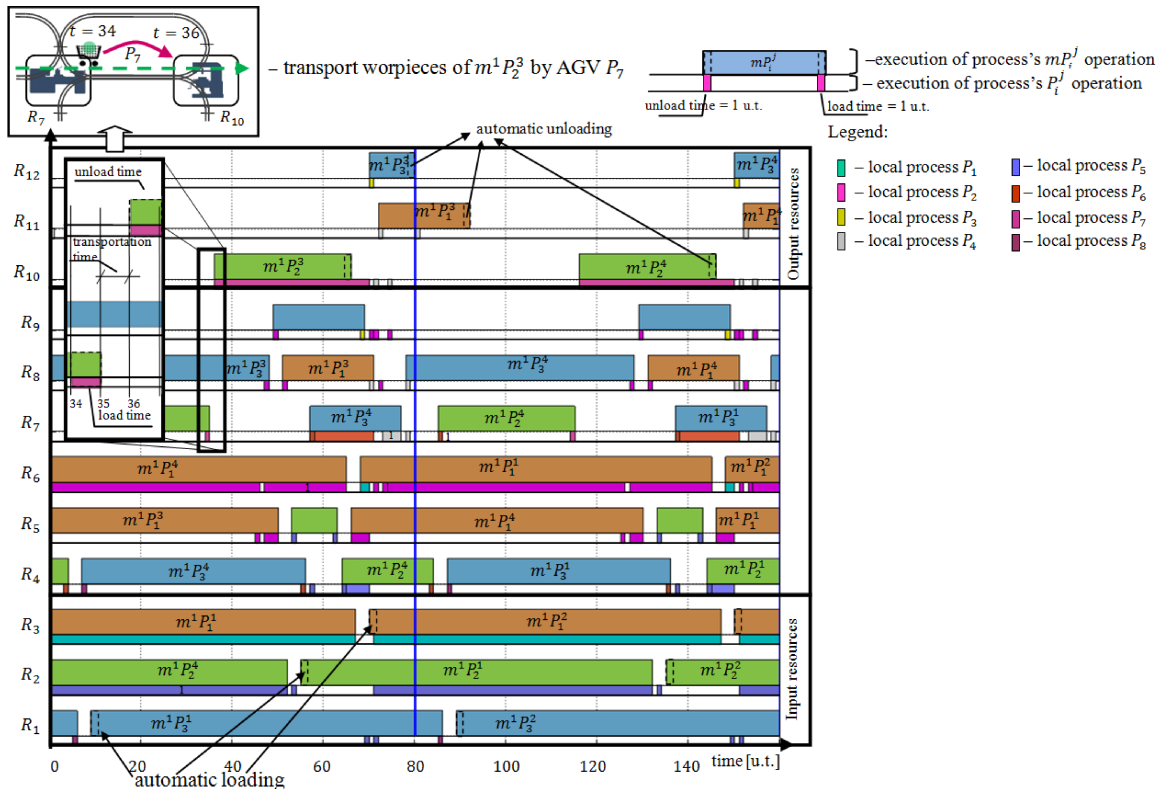 t = 34
t = 36
P₇
R₇
R₁₀
– transport worpieces of m¹P₂³ by AGV P₇
mPᵢʲ
–execution of process's mPᵢʲ operation
– execution of process's Pᵢʲ operation
unload time = 1 u.t.
load time = 1 u.t.
Legend:
– local process P₁
– local process P₅
– local process P₂
– local process P₆
– local process P₃
– local process P₇
– local process P₄
– local process P₈
automatic unloading
unload time
transportation
time
34
35
36
load time
R₁₂
m¹P₃³
m¹P₃⁴
R₁₁
m¹P₁³
m¹P₁⁴
R₁₀
m¹P₂³
m¹P₂⁴
Output resources
R₉
R₈
m¹P₃³
m¹P₁³
m¹P₃⁴
m¹P₁⁴
R₇
m¹P₃⁴
m¹P₂⁴
m¹P₃¹
1
1
R₆
m¹P₁⁴
m¹P₁¹
m¹P₁²
1
R₅
m¹P₁³
m¹P₁⁴
m¹P₁¹
R₄
m¹P₃⁴
m¹P₂⁴
m¹P₃¹
m¹P₂¹
R₃
m¹P₁¹
m¹P₁²
R₂
m¹P₂⁴
m¹P₂¹
m¹P₂²
1
R₁
m¹P₃¹
m¹P₃²
Input resources
0 20 40 60 80 100 120 140 time [u.t.]
automatic loading